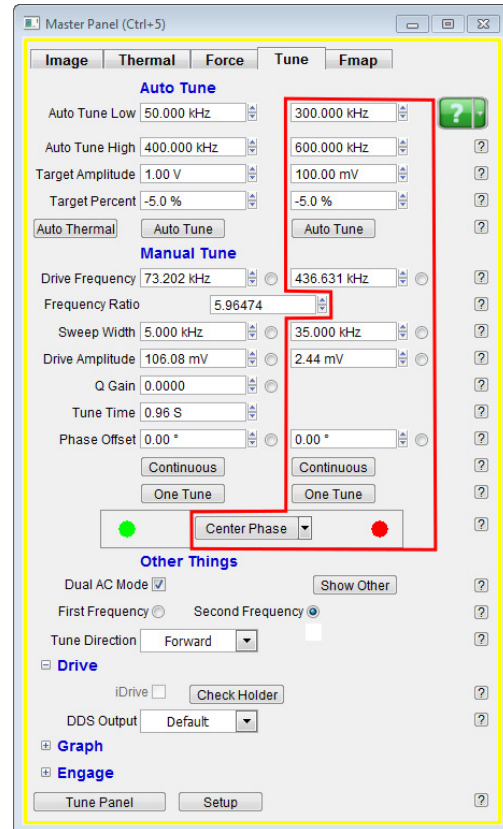 Master Panel (Ctrl+5)
Image Thermal Force Tune Fmap
Auto Tune
Auto Tune Low 50.000 kHz 300.000 kHz ?
Auto Tune High 400.000 kHz 600.000 kHz ?
Target Amplitude 1.00 V 100.00 mV ?
Target Percent -5.0 % -5.0 % ?
Auto Thermal Auto Tune Auto Tune ?
Manual Tune
Drive Frequency 73.202 kHz 436.631 kHz ?
Frequency Ratio 5.96474 ?
Sweep Width 5.000 kHz 35.000 kHz ?
Drive Amplitude 106.08 mV 2.44 mV ?
Q Gain 0.0000 ?
Tune Time 0.96 S ?
Phase Offset 0.00 ° 0.00 ° ?
Continuous Continuous ?
One Tune One Tune ?
Center Phase ?
Other Things
Dual AC Mode Show Other ?
First Frequency Second Frequency ?
Tune Direction Forward ?
Drive
iDrive Check Holder ?
DDS Output Default ?
Graph
Engage
Tune Panel Setup ?